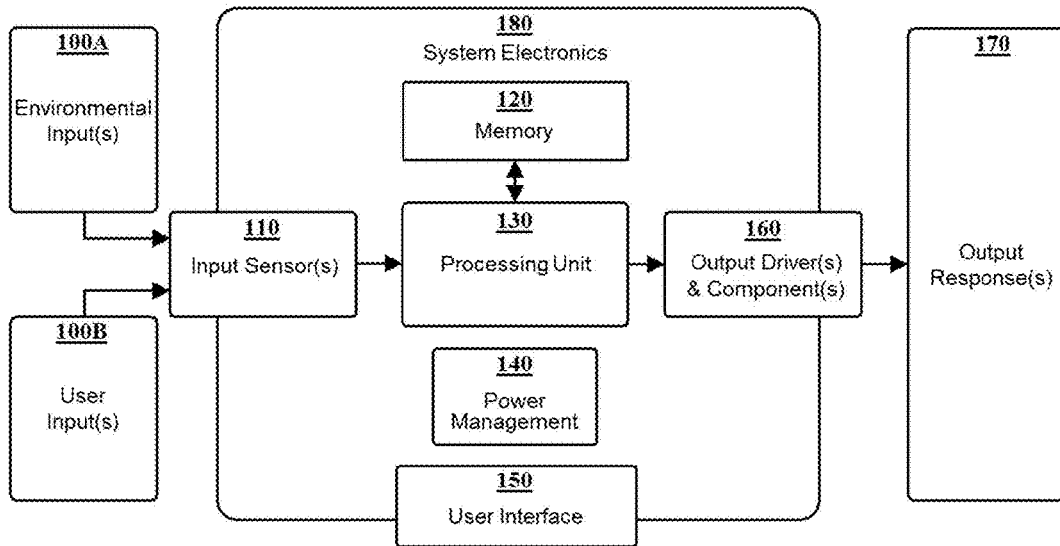 100A
Environmental
Input(s)
100B
User
Input(s)
180
System Electronics
120
Memory
110
Input Sensor(s)
130
Processing Unit
160
Output Driver(s)
& Component(s)
140
Power
Management
150
User Interface
170
Output
Response(s)